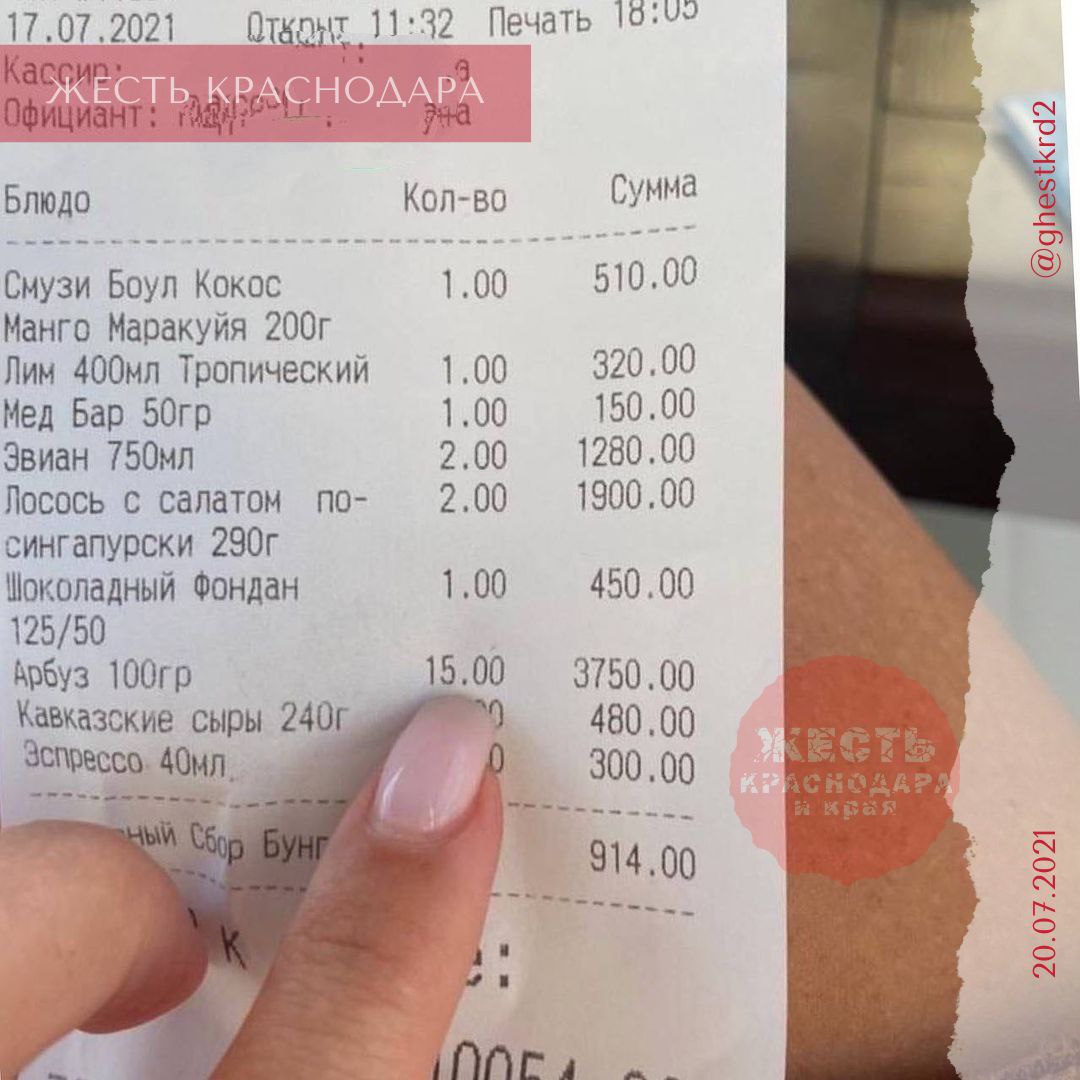 17.07.2021 Открыт 11:32 Печать 18:05
Кассир:
ЖЕСТЬ КРАСНОДАРА
Официант:
Блюдо Кол-во Сумма
Смузи Боул Кокос 1.00 510.00
Манго Маракуйя 200г
Лим 400мл Тропический 1.00 320.00
Мед Бар 50гр 1.00 150.00
Эвиан 750мл 2.00 1280.00
Лосось с салатом по- 2.00 1900.00
сингапурски 290г
Шоколадный Фондан 1.00 450.00
125/50
Арбуз 100гр 15.00 3750.00
Кавказские сыры 240г 480.00
Эспрессо 40мл 300.00
Сбор 914.00
К
@ghestkrd2
ЖЕСТЬ
КРАСНОДАРА
и края
20.07.2021